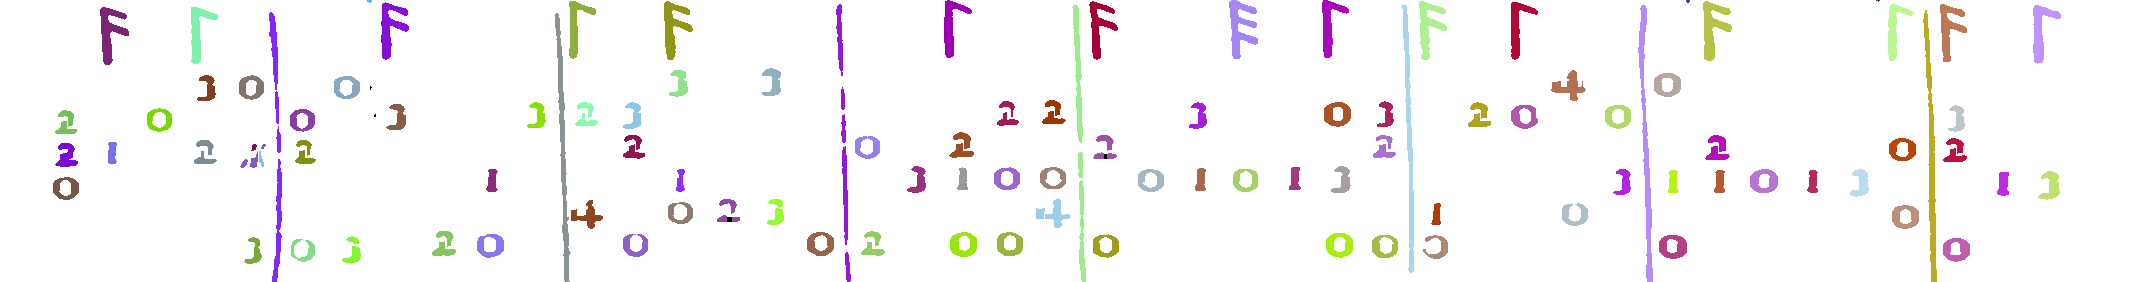 3 0 0 3 3 4 0
2 0 0 3 3 2 3 2 2 3 0 3 2 0 0 3
2 1 2 2 2 0 2 2 2 2 0 2
0 1 1 3 1 0 0 0 1 0 1 3 3 1 1 0 1 3 1 3
4 0 2 3 4 1 0 0
3 0 3 2 0 0 0 2 0 0 0 0 0 0 0 0